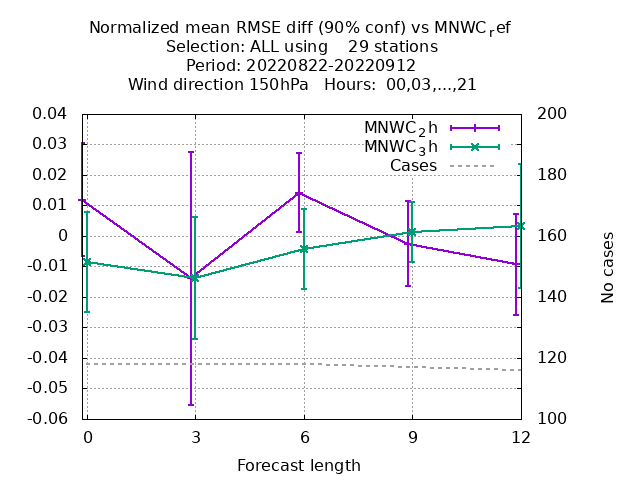 Normalized mean RMSE diff (90% conf) vs MNWC_ref
Selection: ALL using    29 stations
Period: 20220822-20220912
Wind direction 150hPa   Hours:  00,03,...,21
0.04
0.03
0.02
0.01
0
-0.01
-0.02
-0.03
-0.04
-0.05
-0.06
200
180
160
140
120
100
MNWC_2h
MNWC_3h
Cases
No cases
0 3 6 9 12
Forecast length